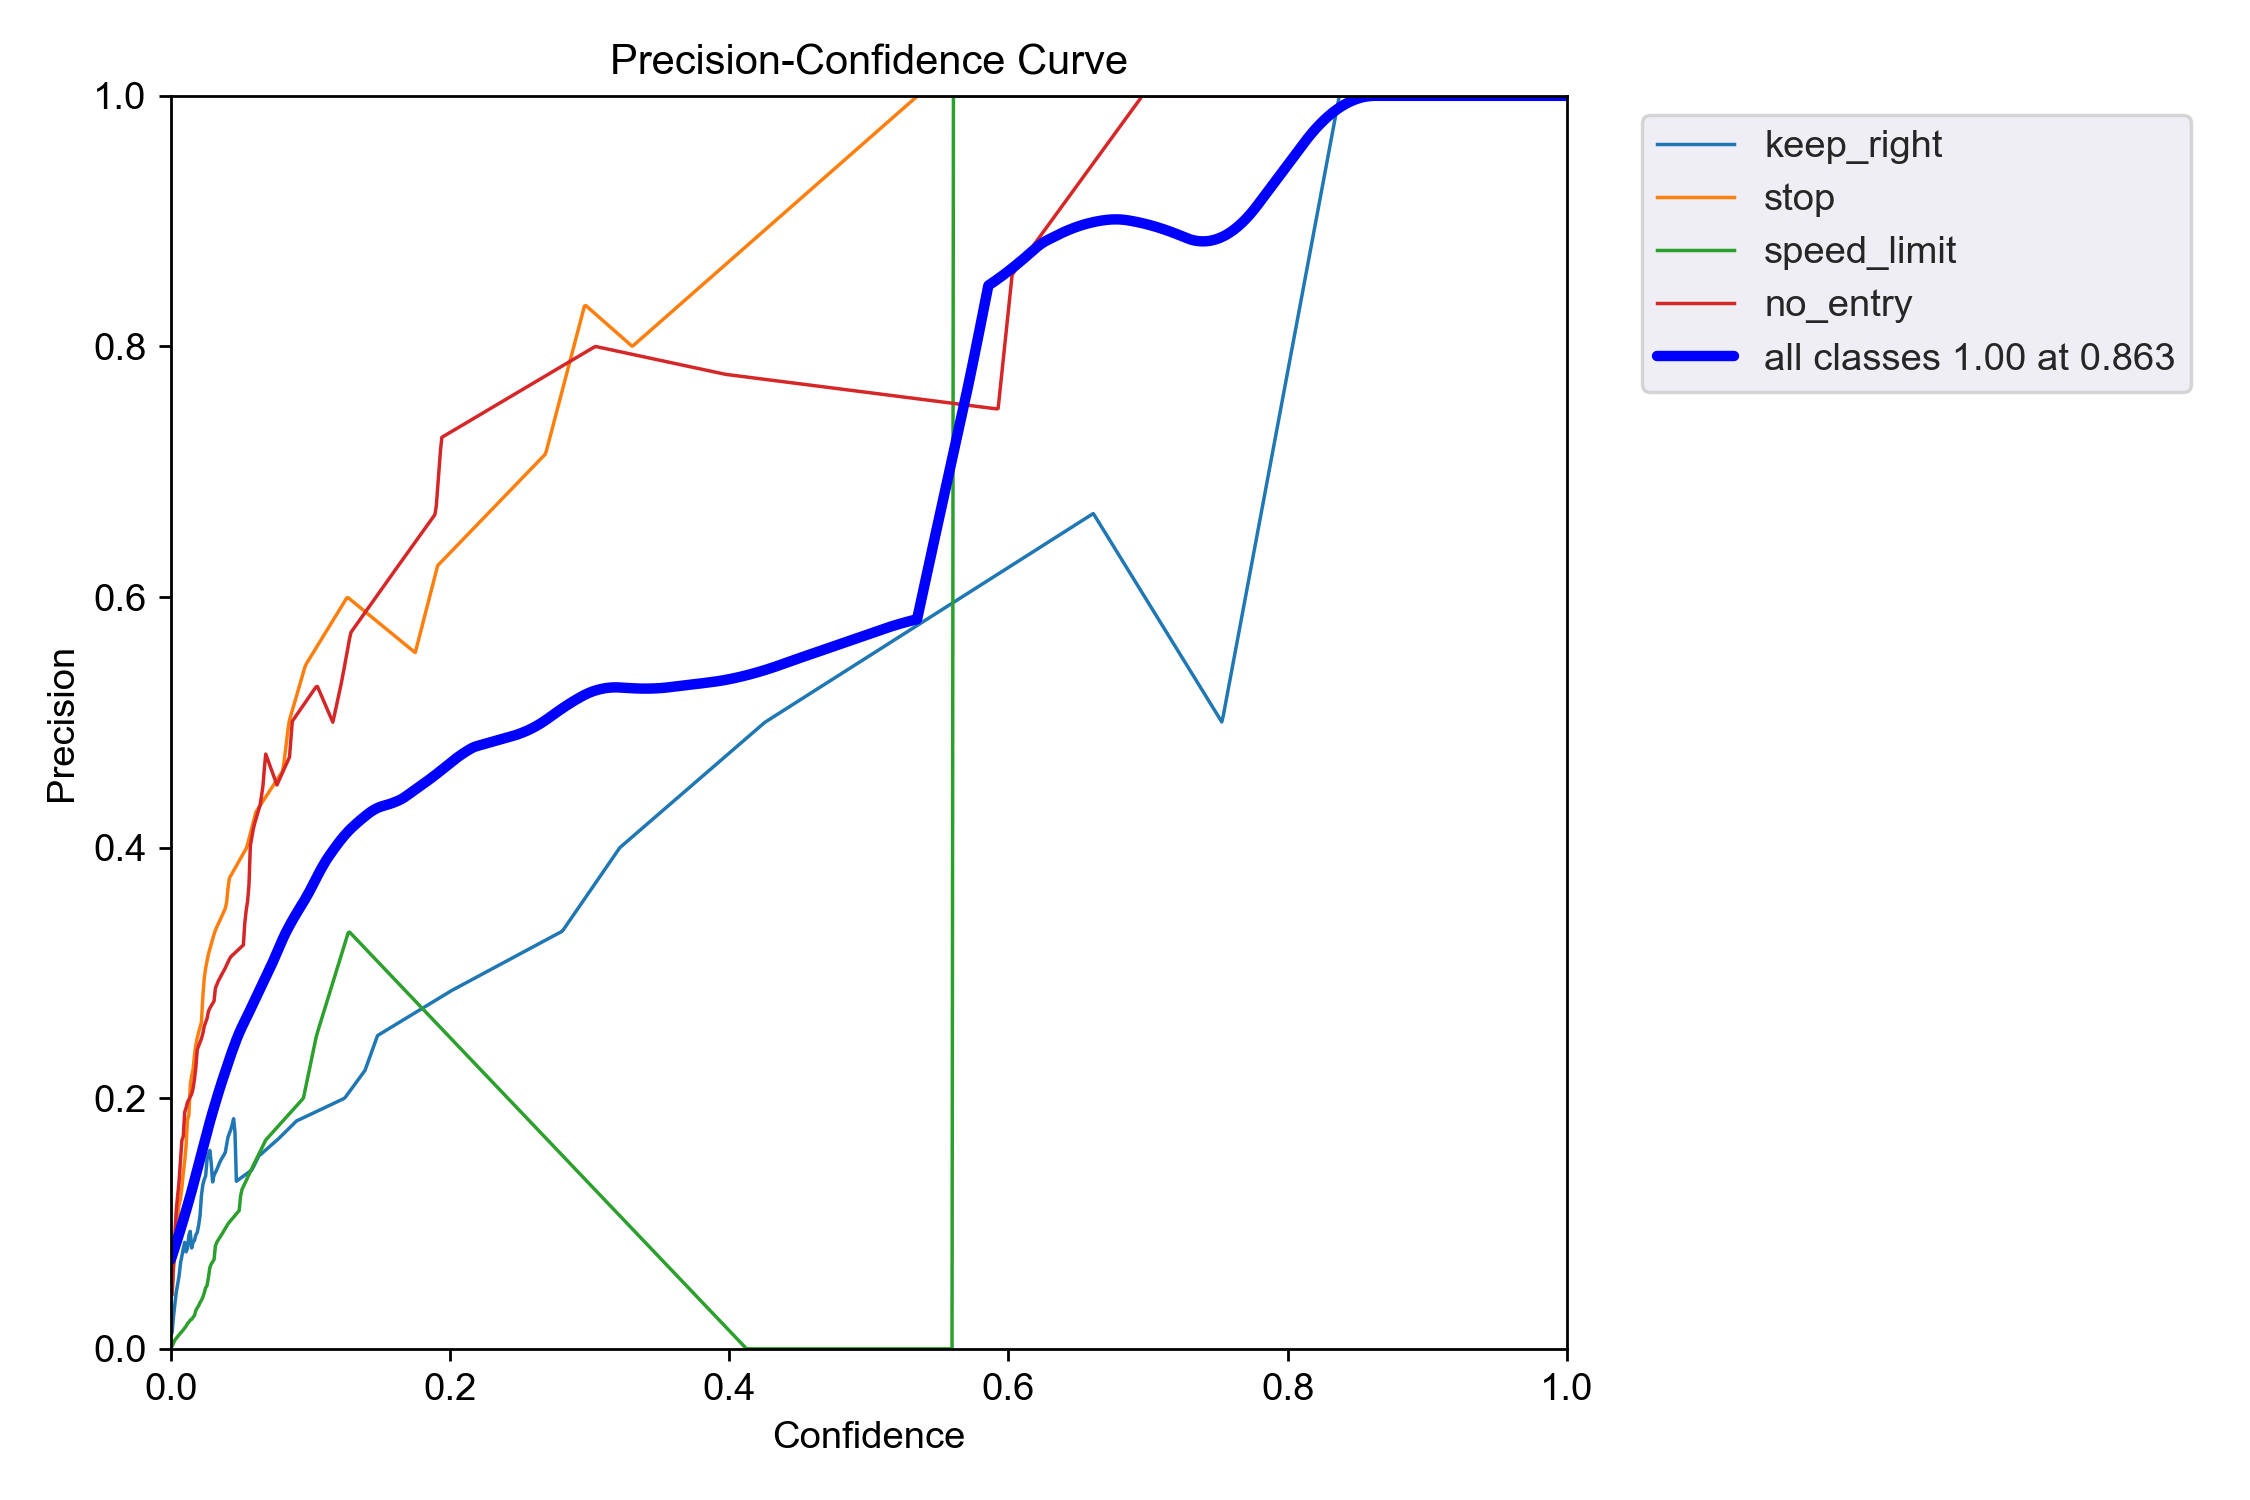 Precision-Confidence Curve
1.0
0.8
0.6
0.4
0.2
0.0
Precision
0.0 0.2 0.4 0.6 0.8 1.0
Confidence
keep_right
stop
speed_limit
no_entry
all classes 1.00 at 0.863